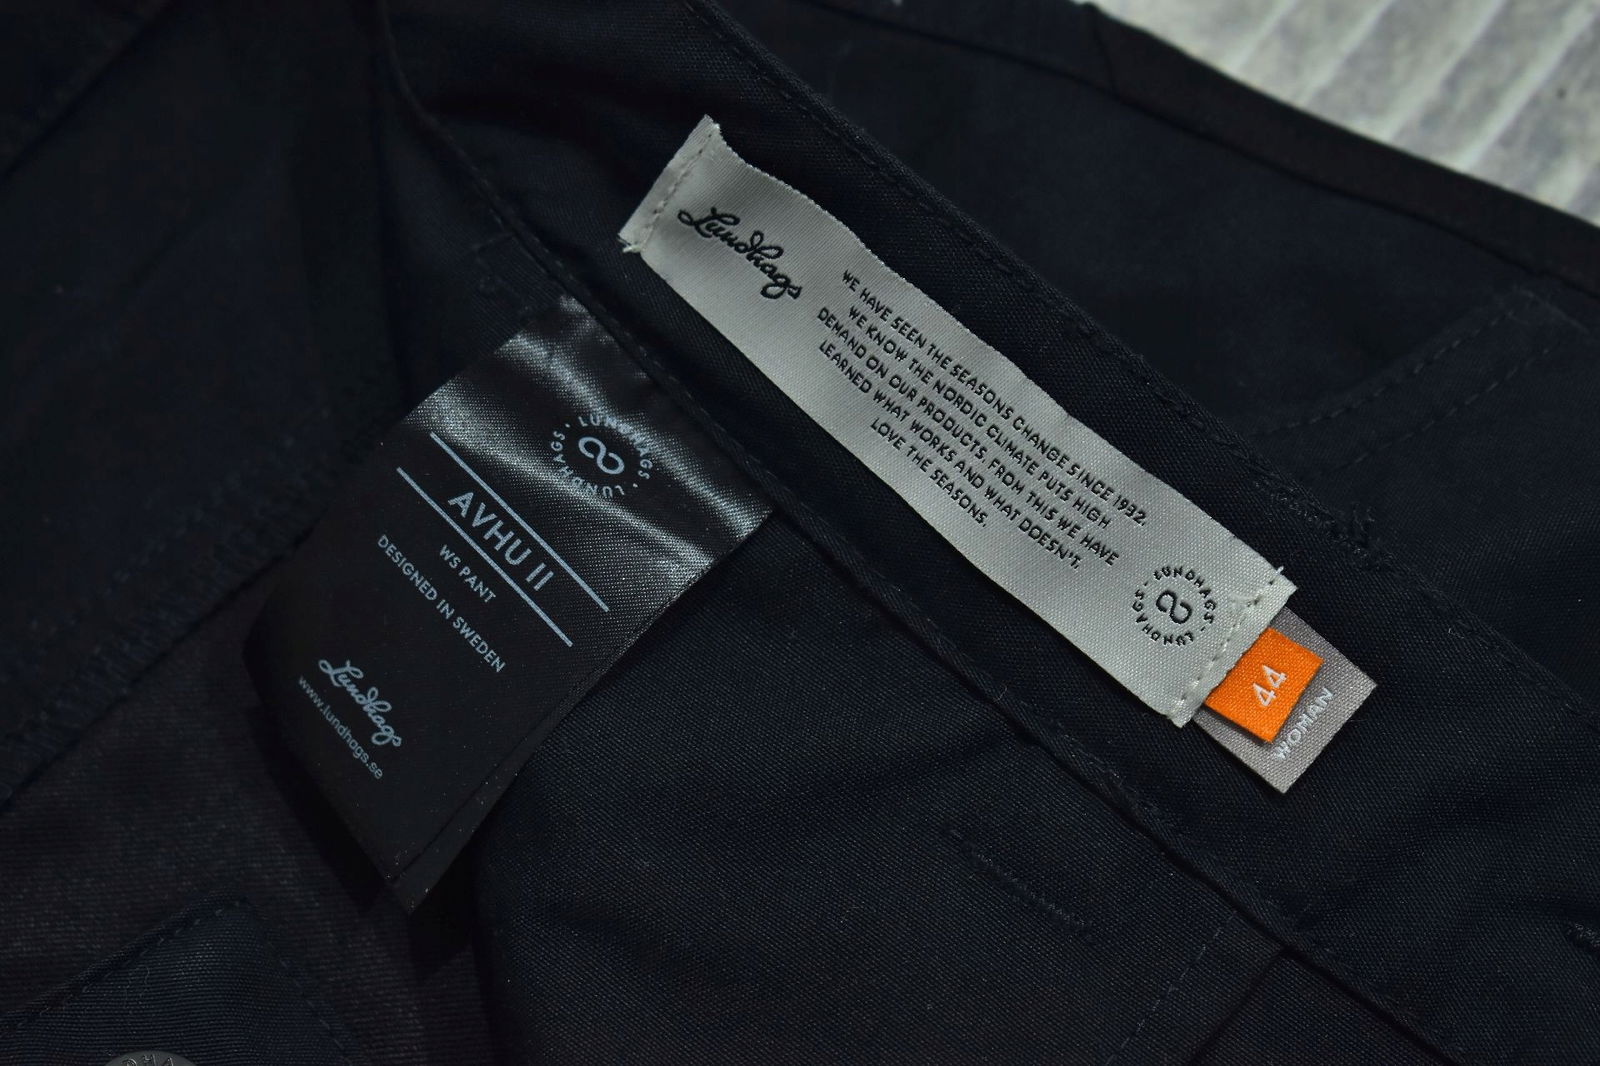 Lundhags
WE HAVE SEEN THE SEASONS CHANGE SINCE 1932.
WE KNOW THE NORDIC CLIMATE PUTS HIGH
DEMAND ON OUR PRODUCTS, FROM THIS WE HAVE
LEARNED WHAT WORKS AND WHAT DOESN'T,
LOVE THE SEASONS.
LUNDHAGS · LUNDHAGS ·
44
WOMAN
LUNDHAGS · LUNDHAGS ·
AVHU II
WS PANT
DESIGNED IN SWEDEN
Lundhags
www.lundhags.se